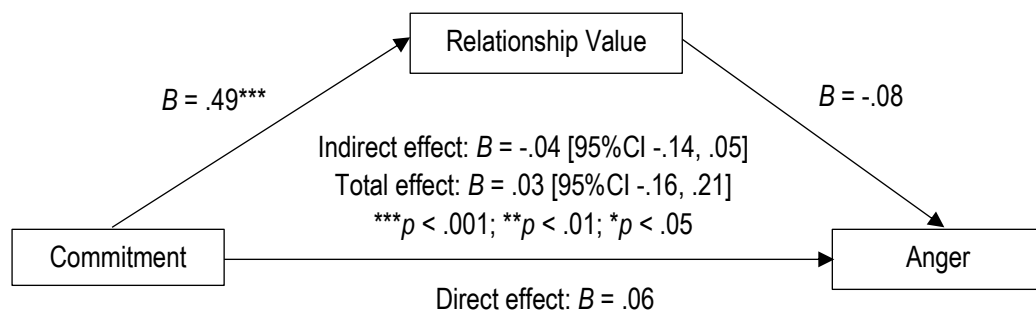 Relationship Value
B = .49***
B = -.08
Indirect effect: B = -.04 [95%CI -.14, .05]
Total effect: B = .03 [95%CI -.16, .21]
***p < .001; **p < .01; *p < .05
Commitment
Anger
Direct effect: B = .06